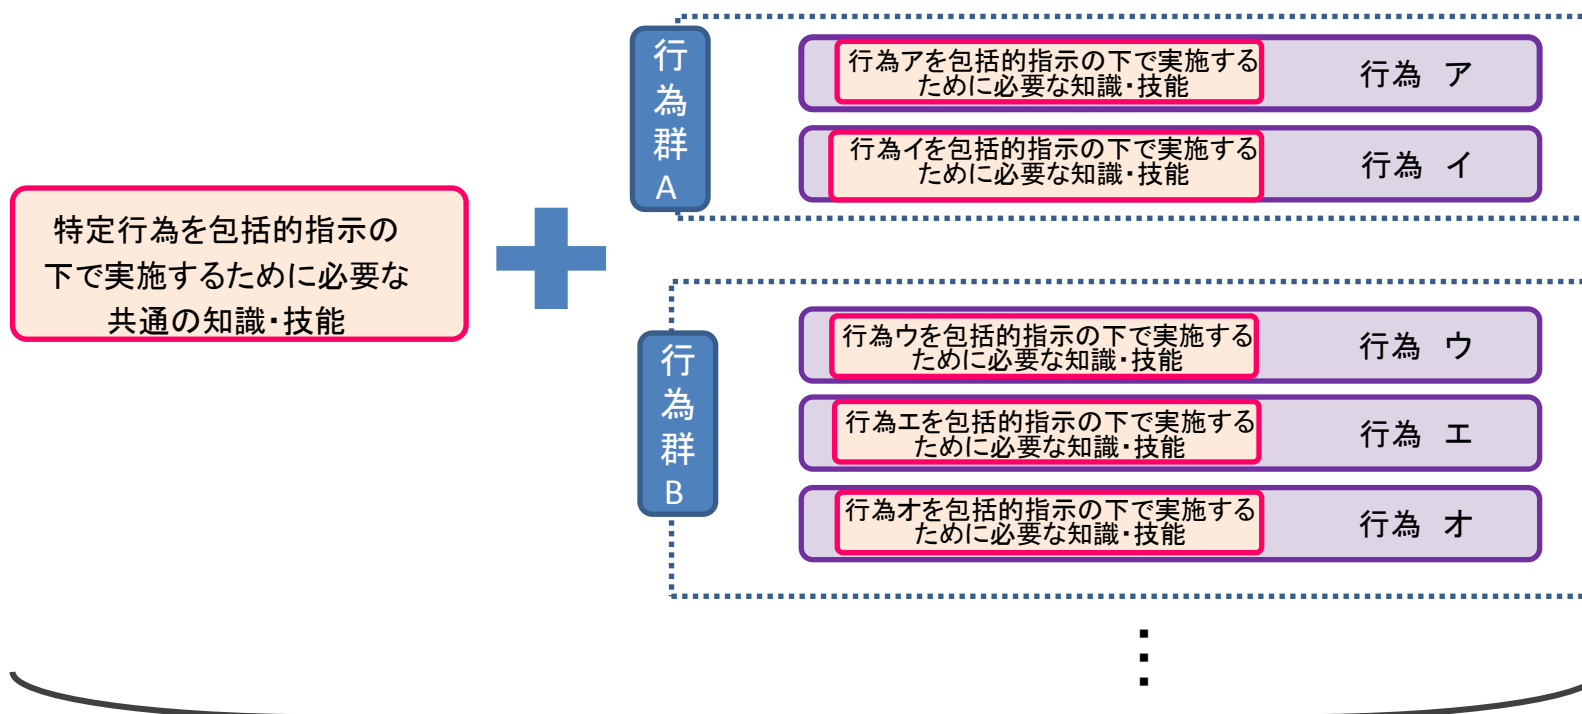 特定行為を包括的指示の
下で実施するために必要な
共通の知識・技能
行為群A
行為アを包括的指示の下で実施する
ために必要な知識・技能
行為 ア
行為イを包括的指示の下で実施する
ために必要な知識・技能
行為 イ
行為群B
行為ウを包括的指示の下で実施する
ために必要な知識・技能
行為 ウ
行為エを包括的指示の下で実施する
ために必要な知識・技能
行為 エ
行為オを包括的指示の下で実施する
ために必要な知識・技能
行為 オ